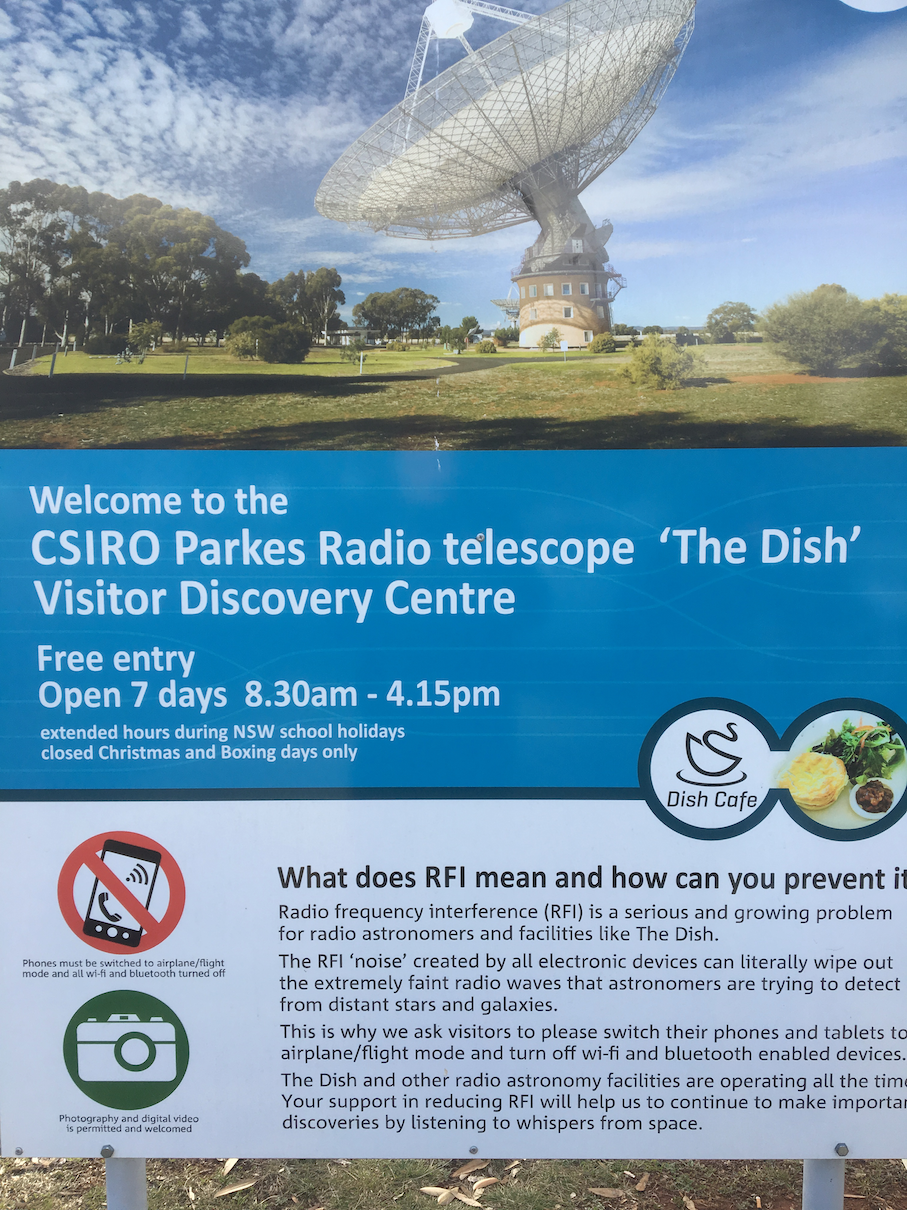 Welcome to the
CSIRO Parkes Radio telescope 'The Dish'
Visitor Discovery Centre
Free entry
Open 7 days 8.30am - 4.15pm
extended hours during NSW school holidays
closed Christmas and Boxing days only
Dish Cafe
Phones must be switched to airplane/flight
mode and all wi-fi and bluetooth turned off
Photography and digital video
is permitted and welcomed
What does RFI mean and how can you prevent it
Radio frequency interference (RFI) is a serious and growing problem
for radio astronomers and facilities like The Dish.
The RFI 'noise' created by all electronic devices can literally wipe out
the extremely faint radio waves that astronomers are trying to detect
from distant stars and galaxies.
This is why we ask visitors to please switch their phones and tablets to
airplane/flight mode and turn off wi-fi and bluetooth enabled devices.
The Dish and other radio astronomy facilities are operating all the
Your support in reducing RFI will help us to continue to make
discoveries by listening to whispers from space.